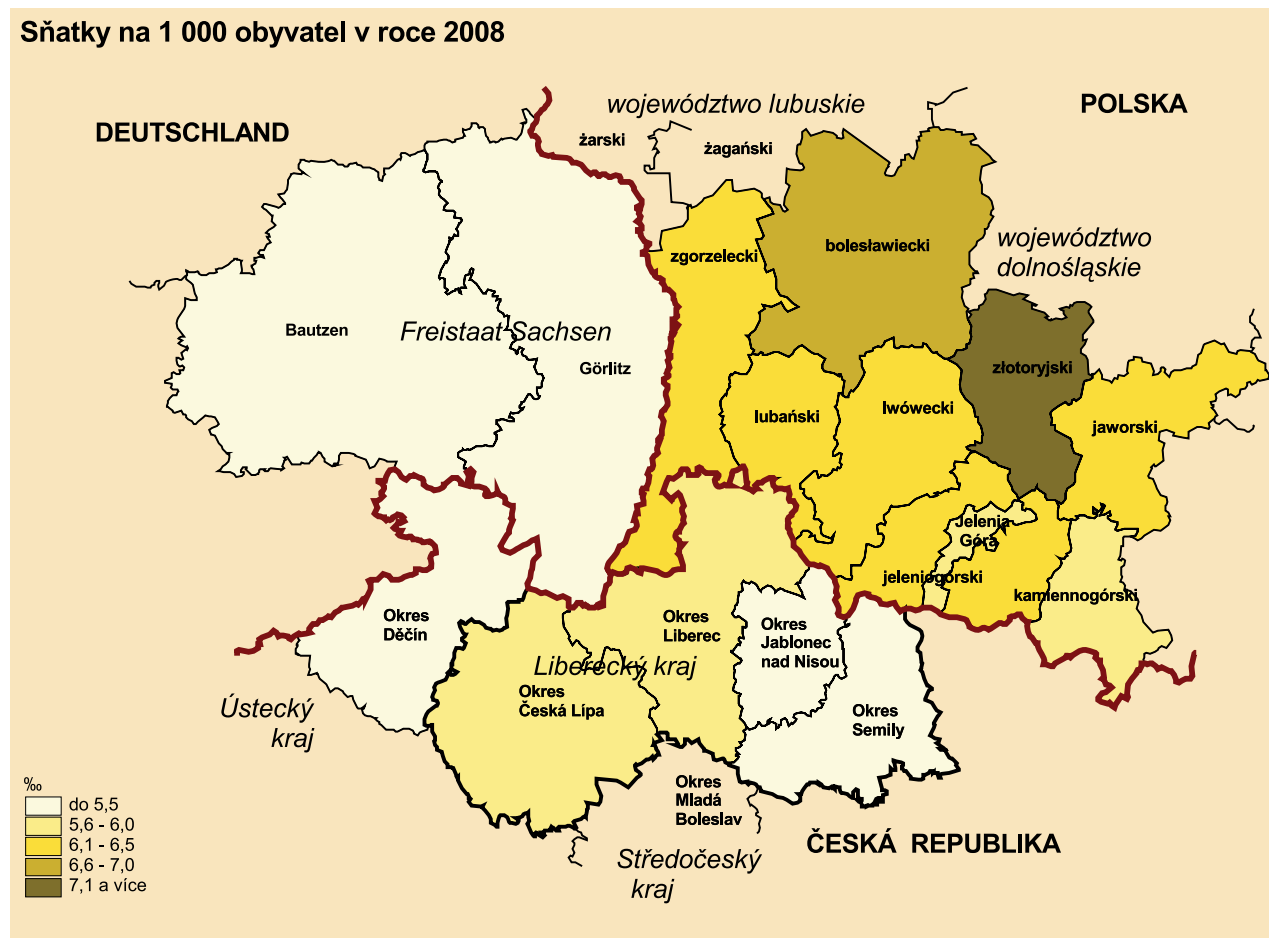 Sňatky na 1 000 obyvatel v roce 2008
województwo lubuskie
POLSKA
DEUTSCHLAND
żarski
żagański
województwo
dolnośląskie
bolesławiecki
zgorzelecki
Bautzen
Freistaat Sachsen
Görlitz
złotoryjski
lubański
lwówecki
jaworski
Jelenia
Góra
jeleniogórski
kamiennogórski
Okres
Děčín
Okres
Liberec
Okres
Jablonec
nad Nisou
Liberecký kraj
Okres
Česká Lípa
Ústecký
kraj
Okres
Semily
Okres
Mladá
Boleslav
ČESKÁ REPUBLIKA
Středočeský
kraj
‰
do 5,5
5,6 - 6,0
6,1 - 6,5
6,6 - 7,0
7,1 a více